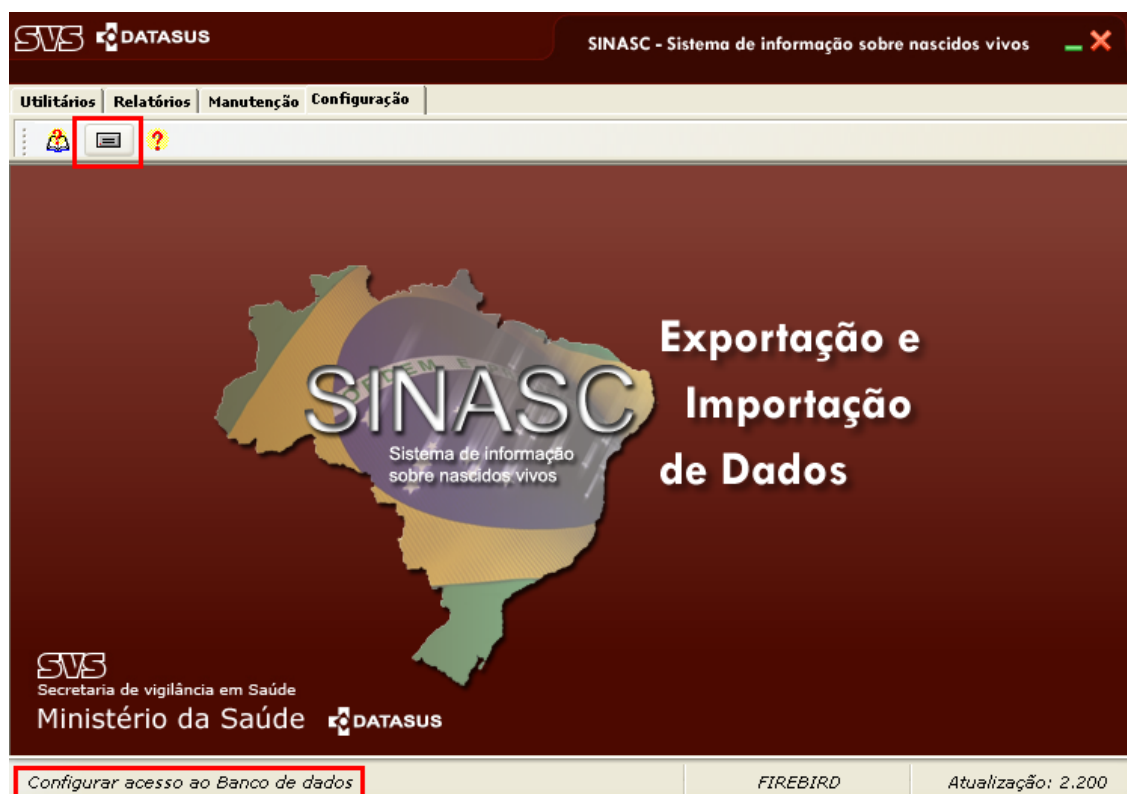 SVS DATASUS
SINASC - Sistema de informação sobre nascidos vivos
Utilitários Relatórios Manutenção Configuração
? ?
ORDEM E
SINASC
Sistema de informação
sobre nascidos vivos
Exportação e
Importação
de Dados
SVS
Secretaria de vigilância em Saúde
Ministério da Saúde DATASUS
Configurar acesso ao Banco de dados FIREBIRD Atualização: 2.200